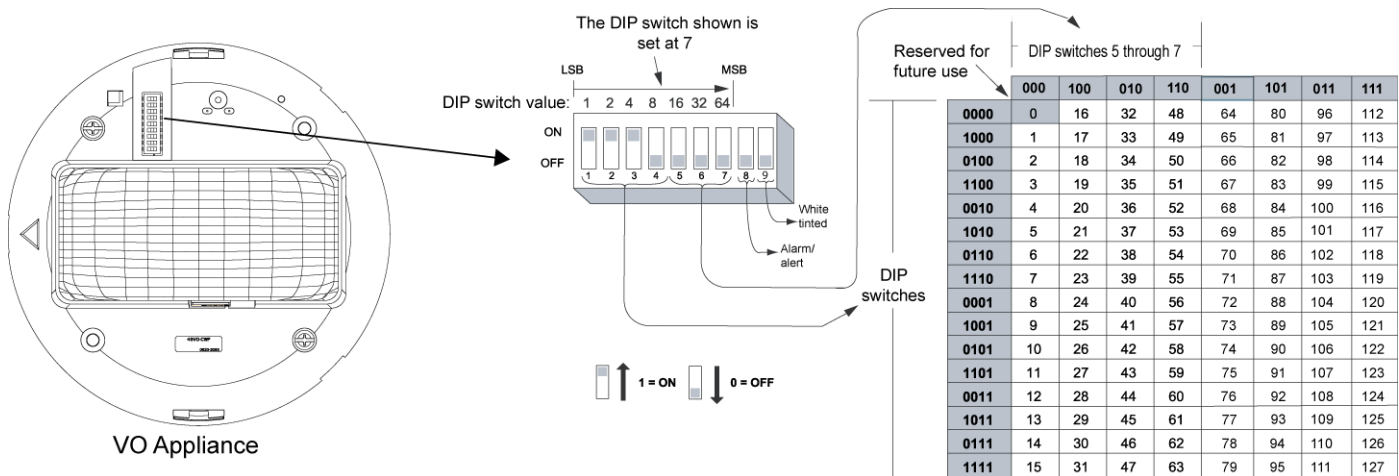 The DIP switch shown is
set at 7
LSB
MSB
DIP switch value: 1 2 4 8 16 32 64
ON
OFF
1 2 3 4 5 6 7 8 9
White
tinted
Alarm/
alert
1 = ON
0 = OFF
VO Appliance
Reserved for
future use
DIP switches 5 through 7
DIP
switches
000 100 010 110 001 101 011 111
0000 0 16 32 48 64 80 96 112
1000 1 17 33 49 65 81 97 113
0100 2 18 34 50 66 82 98 114
1100 3 19 35 51 67 83 99 115
0010 4 20 36 52 68 84 100 116
1010 5 21 37 53 69 85 101 117
0110 6 22 38 54 70 86 102 118
1110 7 23 39 55 71 87 103 119
0001 8 24 40 56 72 88 104 120
1001 9 25 41 57 73 89 105 121
0101 10 26 42 58 74 90 106 122
1101 11 27 43 59 75 91 107 123
0011 12 28 44 60 76 92 108 124
1011 13 29 45 61 77 93 109 125
0111 14 30 46 62 78 94 110 126
1111 15 31 47 63 79 95 111 127